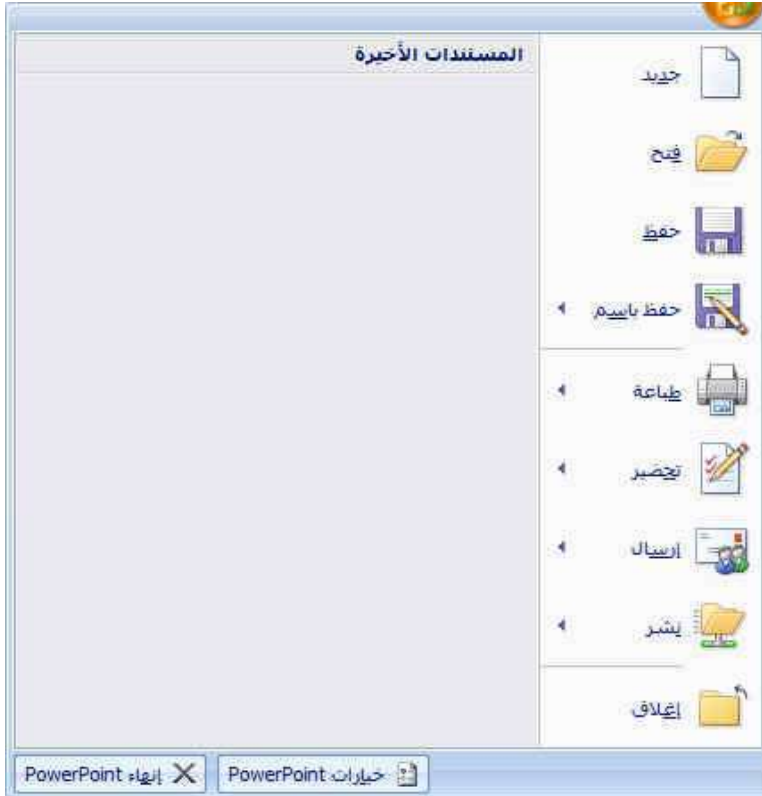 المستندات الأخيرة
جديد
فتح
حفظ
حفظ باسم
طباعة
تحضير
إرسال
نشر
إغلاق
خيارات PowerPoint
إنهاء PowerPoint